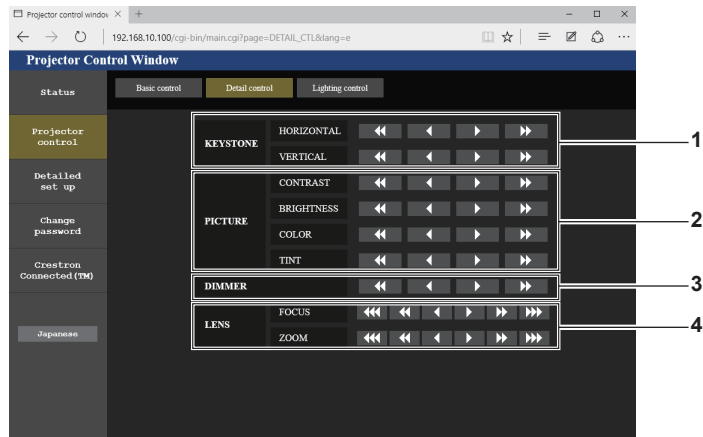 Projector control window
192.168.10.100/cgi-bin/main.cgi?page=DETAIL_CTL&lang=e
Projector Control Window
Status
Basic control
Detail control
Lighting control
Projector
control
Detailed
set up
Change
password
Crestron
Connected(TM)
Japanese
KEYSTONE
HORIZONTAL
VERTICAL
1
PICTURE
CONTRAST
BRIGHTNESS
COLOR
TINT
2
DIMMER
3
LENS
FOCUS
ZOOM
4